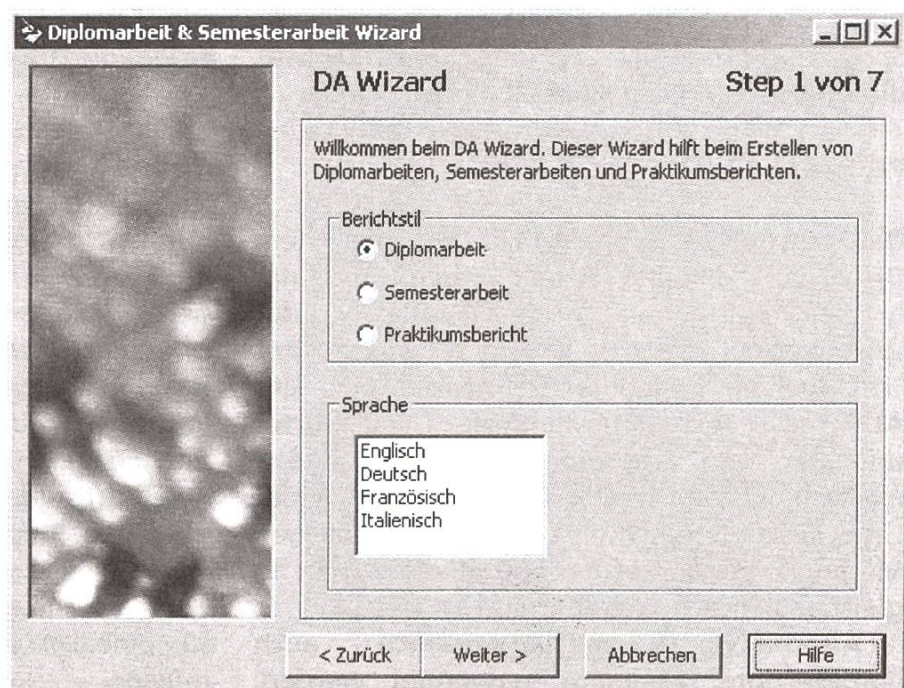 Diplomarbeit & Semesterarbeit Wizard
DA Wizard
Step 1 von 7
Willkommen beim DA Wizard. Dieser Wizard hilft beim Erstellen von
Diplomarbeiten, Semesterarbeiten und Praktikumsberichten.
Berichtstil
Diplomarbeit
Semesterarbeit
Praktikumsbericht
Sprache
Englisch
Deutsch
Französisch
Italienisch
< Zurück
Weiter >
Abbrechen
Hilfe